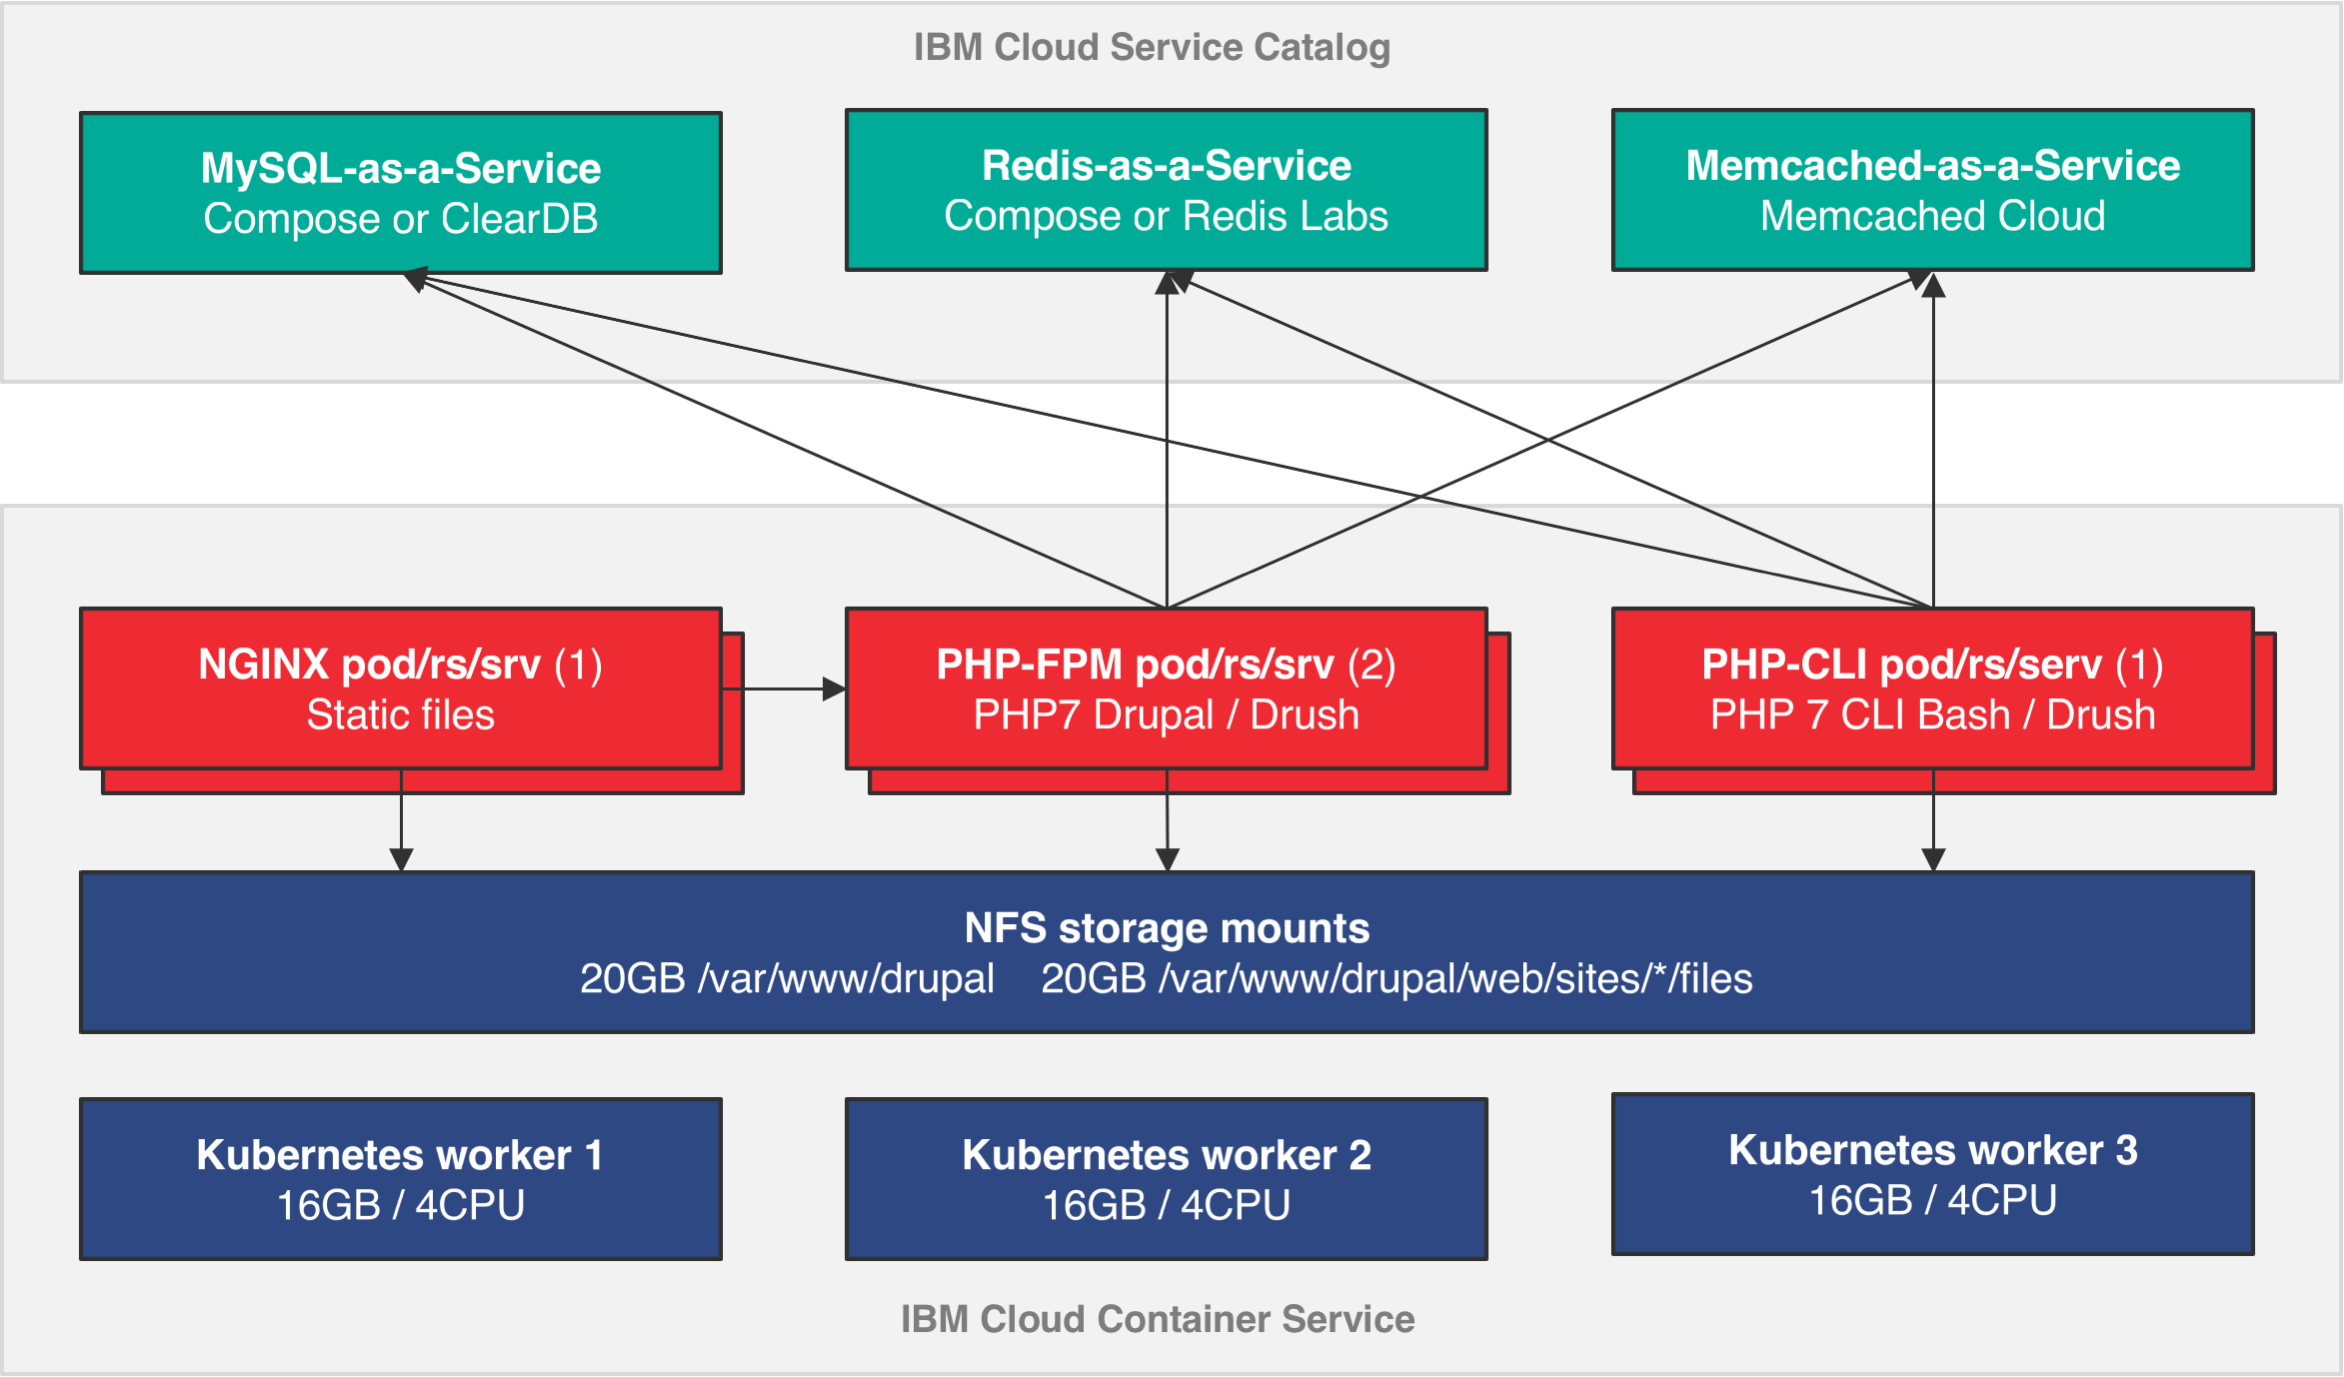 IBM Cloud Service Catalog
MySQL-as-a-Service
Compose or ClearDB
Redis-as-a-Service
Compose or Redis Labs
Memcached-as-a-Service
Memcached Cloud
NGINX pod/rs/srv (1)
Static files
PHP-FPM pod/rs/srv (2)
PHP7 Drupal / Drush
PHP-CLI pod/rs/serv (1)
PHP 7 CLI Bash / Drush
NFS storage mounts
20GB /var/www/drupal 20GB /var/www/drupal/web/sites/*/files
Kubernetes worker 1
16GB / 4CPU
Kubernetes worker 2
16GB / 4CPU
Kubernetes worker 3
16GB / 4CPU
IBM Cloud Container Service